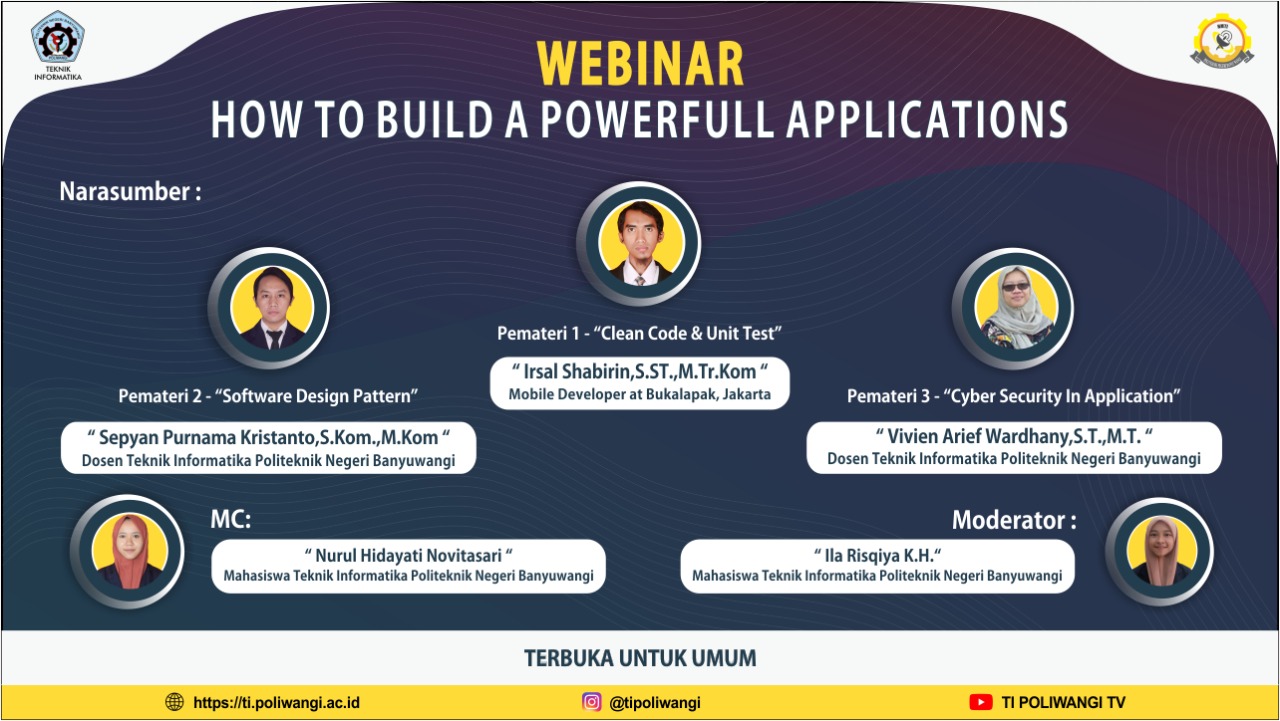 TEKNIK
INFORMATIKA
WEBINAR
HOW TO BUILD A POWERFULL APPLICATIONS
Narasumber :
Pemateri 1 - “Clean Code & Unit Test”
“ Irsal Shabirin,S.ST.,M.Tr.Kom “
Mobile Developer at Bukalapak, Jakarta
Pemateri 2 - “Software Design Pattern”
“ Sepyan Purnama Kristanto,S.Kom.,M.Kom “
Dosen Teknik Informatika Politeknik Negeri Banyuwangi
Pemateri 3 - “Cyber Security In Application”
“ Vivien Arief Wardhany,S.T.,M.T. “
Dosen Teknik Informatika Politeknik Negeri Banyuwangi
MC:
“ Nurul Hidayati Novitasari “
Mahasiswa Teknik Informatika Politeknik Negeri Banyuwangi
Moderator :
“ Ila Risqiya K.H.“
Mahasiswa Teknik Informatika Politeknik Negeri Banyuwangi
TERBUKA UNTUK UMUM
https://ti.poliwangi.ac.id
@tipoliwangi
TI POLIWANGI TV